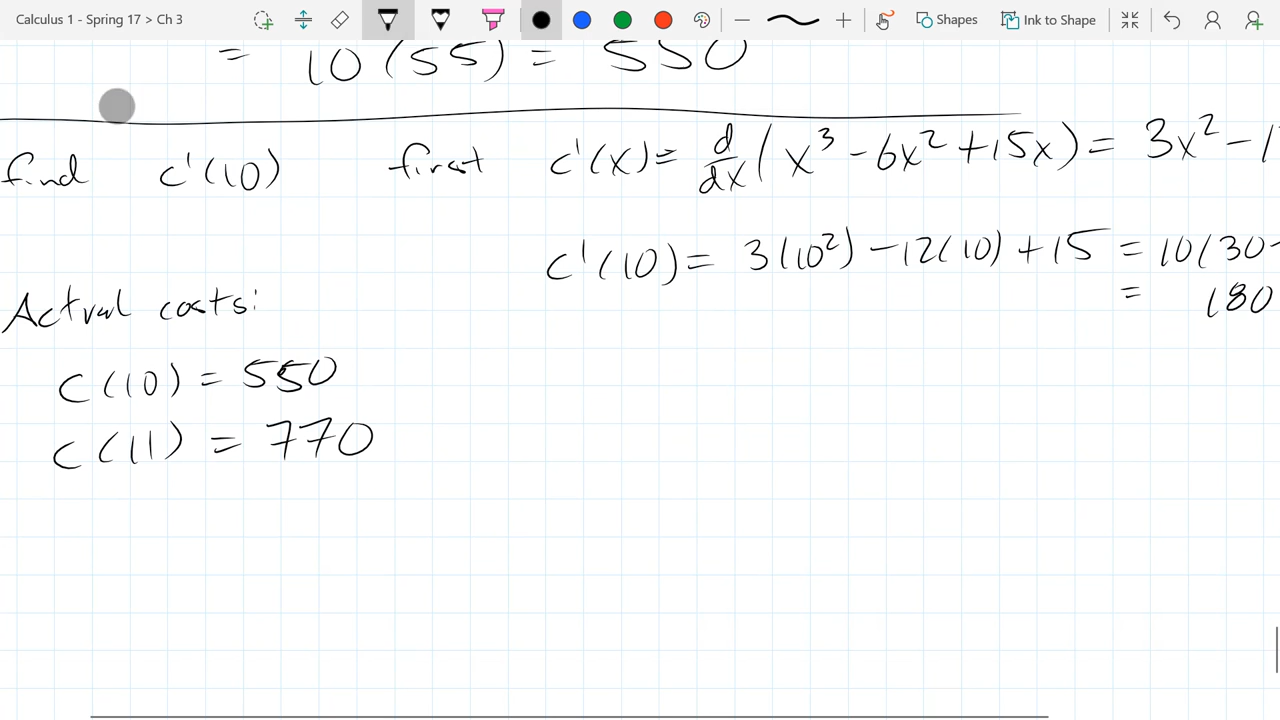 Calculus 1 - Spring 17 > Ch 3
Shapes
Ink to Shape
= 10 (55) = 550
find c'(10) first c'(x) = d/dx (x³ - 6x² + 15x) = 3x² - 1
c'(10) = 3(10²) - 12(10) + 15 = 10(30-
= 180
Actual costs:
c(10) = 550
c(11) = 770